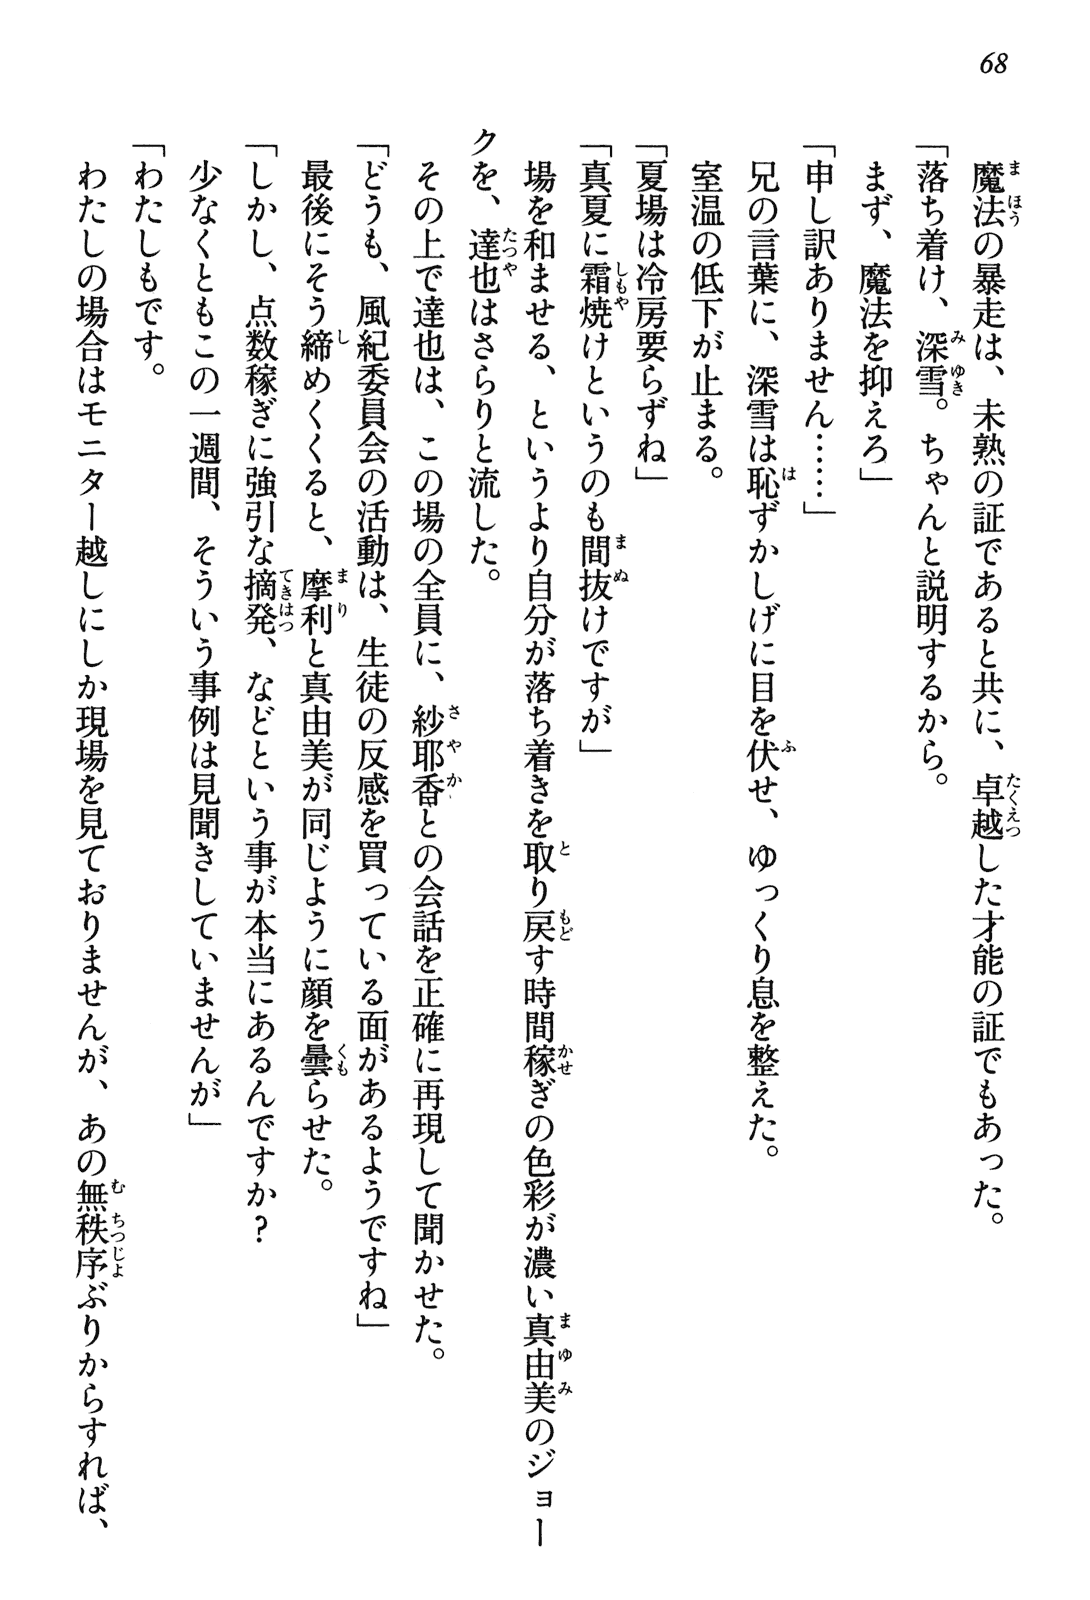 68
魔法の暴走は、未熟の証であると共に、卓越した才能の証でもあった。
「落ち着け、深雪。ちゃんと説明するから。
まず、魔法を抑えろ」
「申し訳ありません……」
兄の言葉に、深雪は恥ずかしげに目を伏せ、ゆっくり息を整えた。
室温の低下が止まる。
「夏場は冷房要らずね」
「真夏に霜焼けというのも間抜けですが」
場を和ませる、というより自分が落ち着きを取り戻す時間稼ぎの色彩が濃い真由美のジョー
クを、達也はさらりと流した。
その上で達也は、この場の全員に、紗耶香との会話を正確に再現して聞かせた。
「どうも、風紀委員会の活動は、生徒の反感を買っている面があるようですね」
最後にそう締めくくると、摩利と真由美が同じように顔を曇らせた。
「しかし、点数稼ぎに強引な摘発、などという事が本当にあるんですか？
少なくともこの一週間、そういう事例は見聞きしていませんが」
「わたしもです。
わたしの場合はモニター越しにしか現場を見ておりませんが、あの無秩序ぶりからすれば、